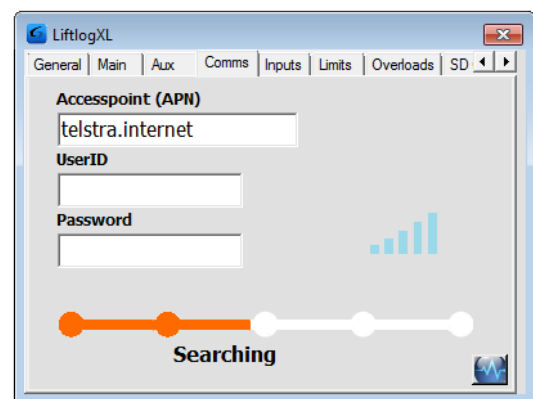 LiftlogXL
General Main Aux Comms Inputs Limits Overloads SD
Accesspoint (APN)
telstra.internet
UserID
Password
Searching